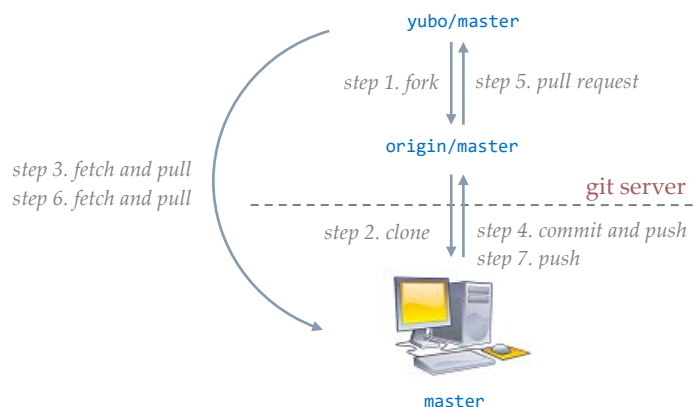 yubo/master
step 1. fork
step 5. pull request
origin/master
step 3. fetch and pull
step 6. fetch and pull
git server
step 2. clone
step 4. commit and push
step 7. push
master